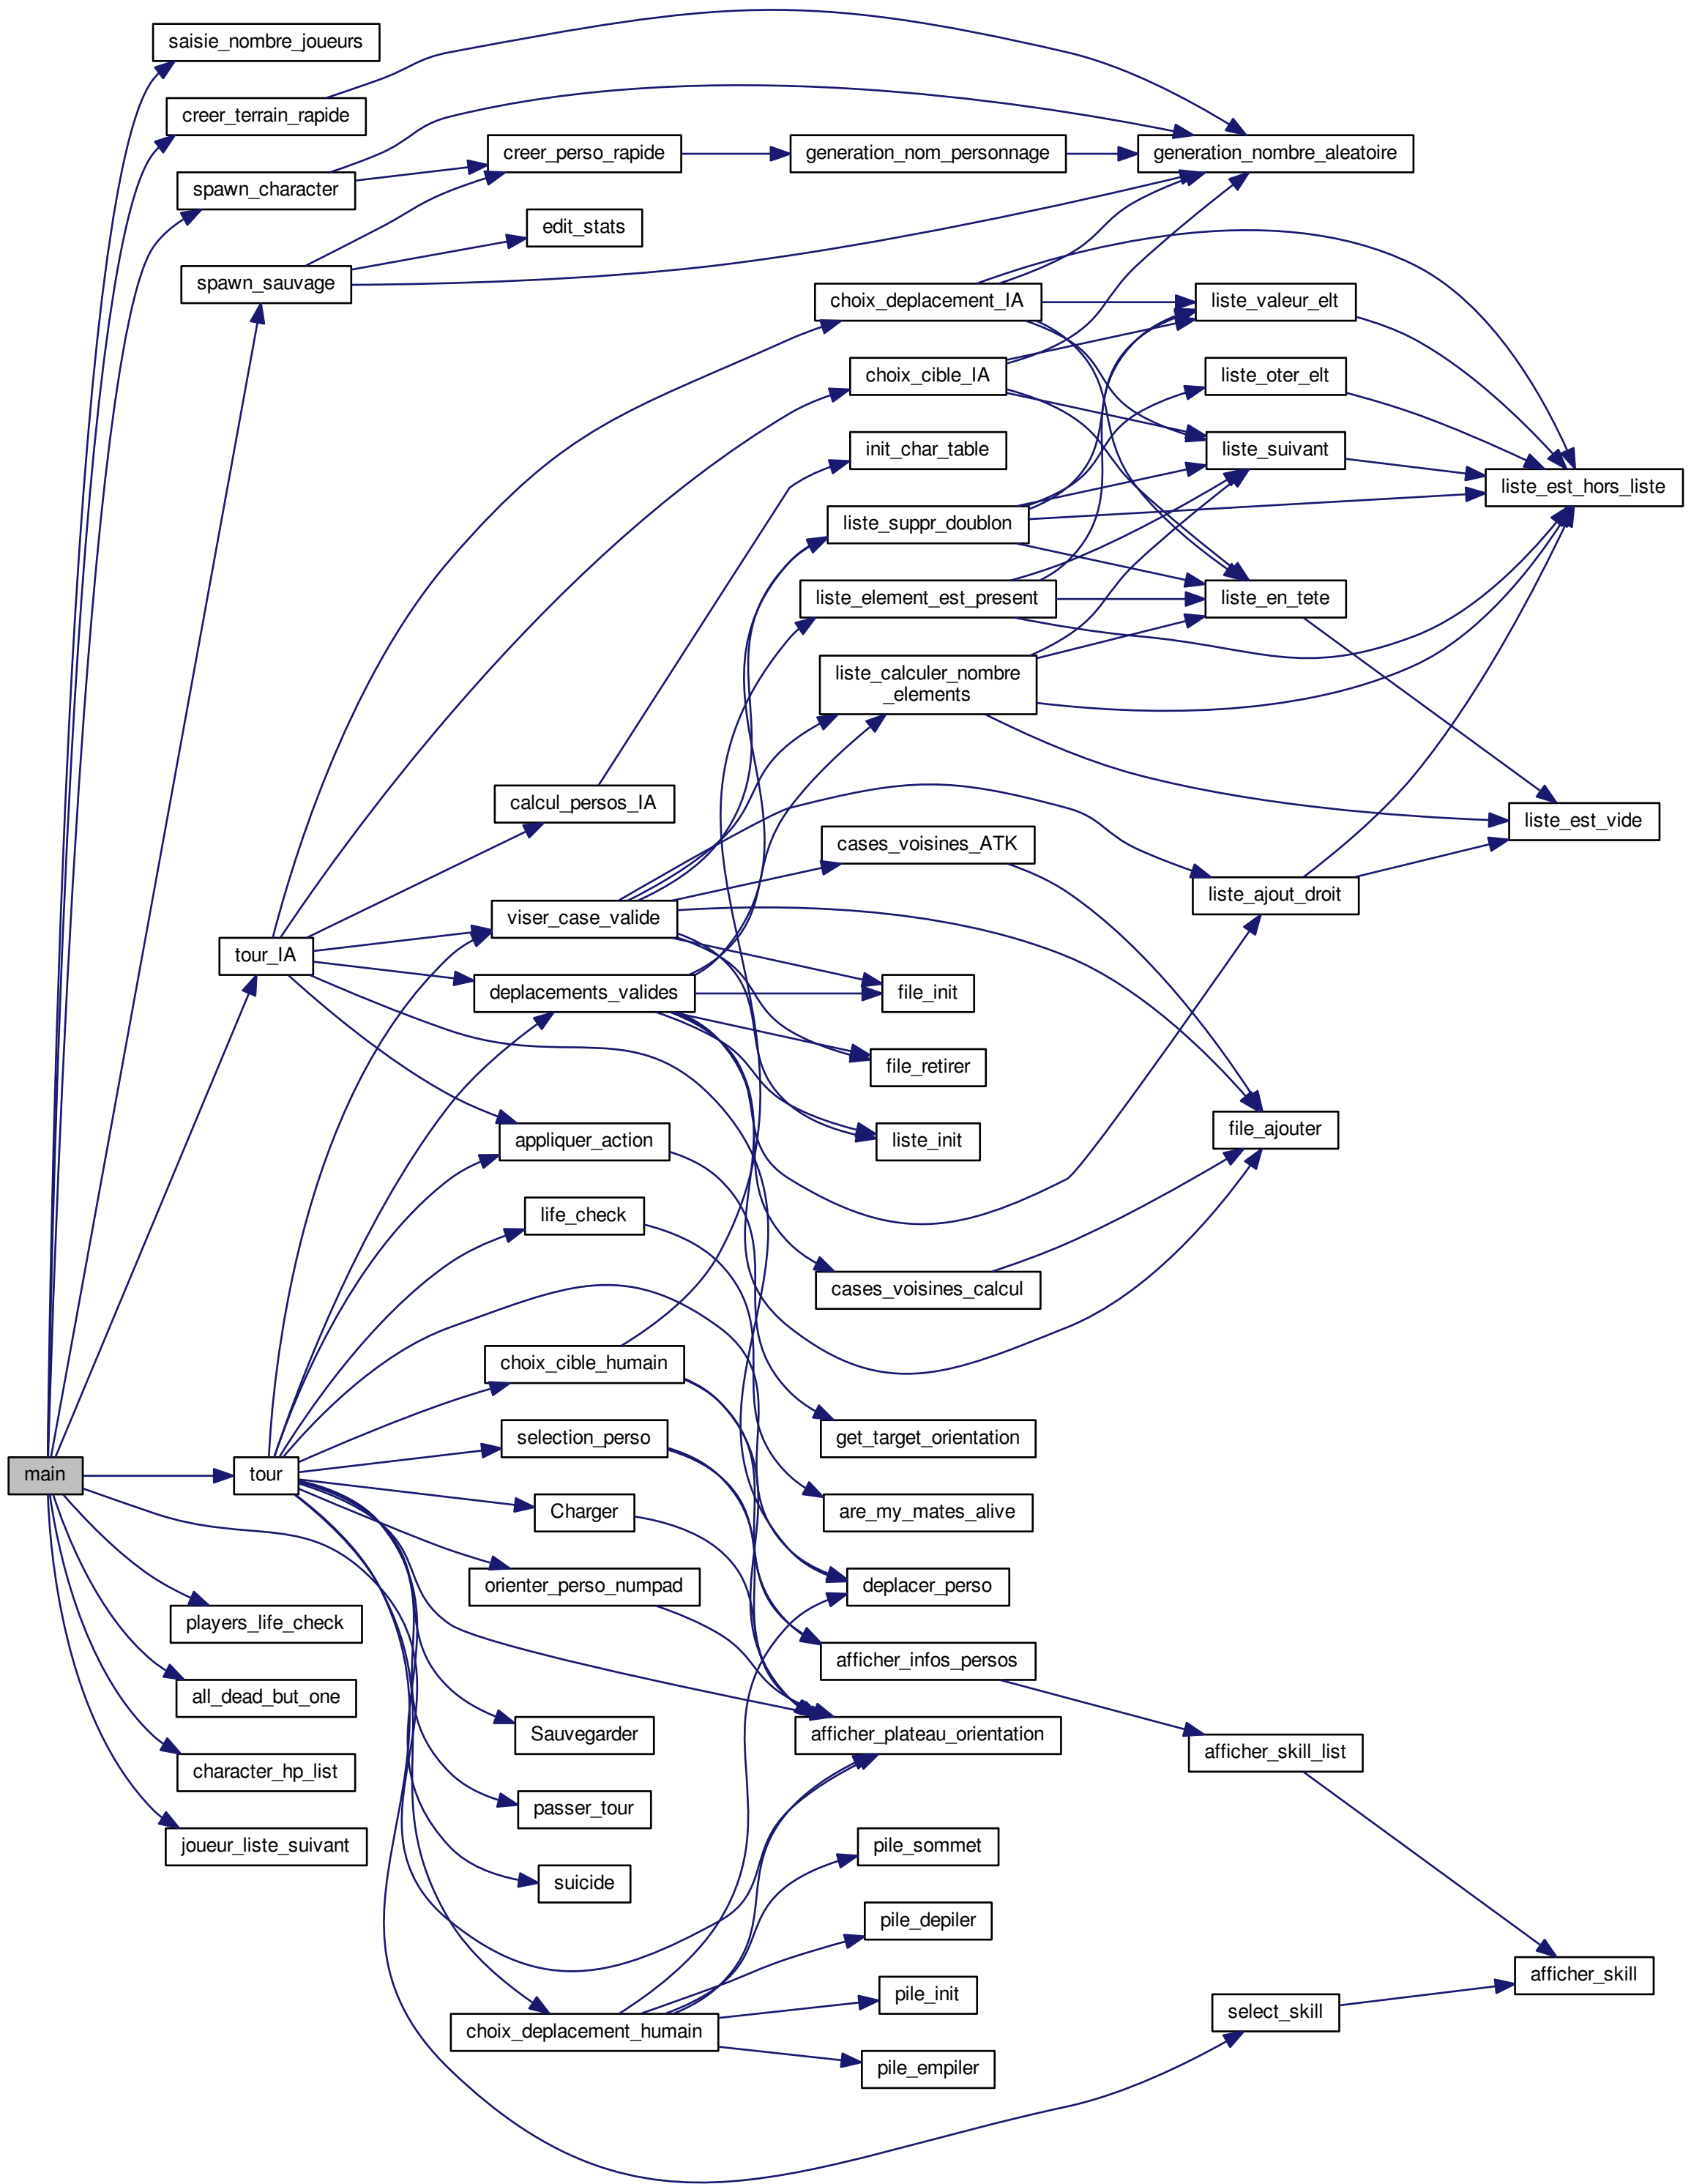 saisie_nombre_joueurs
creer_terrain_rapide
creer_perso_rapide
generation_nom_personnage
generation_nombre_aleatoire
spawn_character
edit_stats
spawn_sauvage
choix_deplacement_IA
liste_valeur_elt
choix_cible_IA
liste_oter_elt
init_char_table
liste_suivant
liste_est_hors_liste
liste_suppr_doublon
liste_element_est_present
liste_en_tete
liste_calculer_nombre
_elements
calcul_persos_IA
liste_est_vide
cases_voisines_ATK
liste_ajout_droit
viser_case_valide
tour_IA
deplacements_valides
file_init
file_retirer
file_ajouter
appliquer_action
liste_init
life_check
cases_voisines_calcul
choix_cible_humain
selection_perso
get_target_orientation
main
tour
Charger
are_my_mates_alive
orienter_perso_numpad
deplacer_perso
players_life_check
afficher_infos_persos
all_dead_but_one
Sauvegarder
afficher_plateau_orientation
afficher_skill_list
character_hp_list
passer_tour
joueur_liste_suivant
pile_sommet
suicide
pile_depiler
afficher_skill
pile_init
select_skill
choix_deplacement_humain
pile_empiler